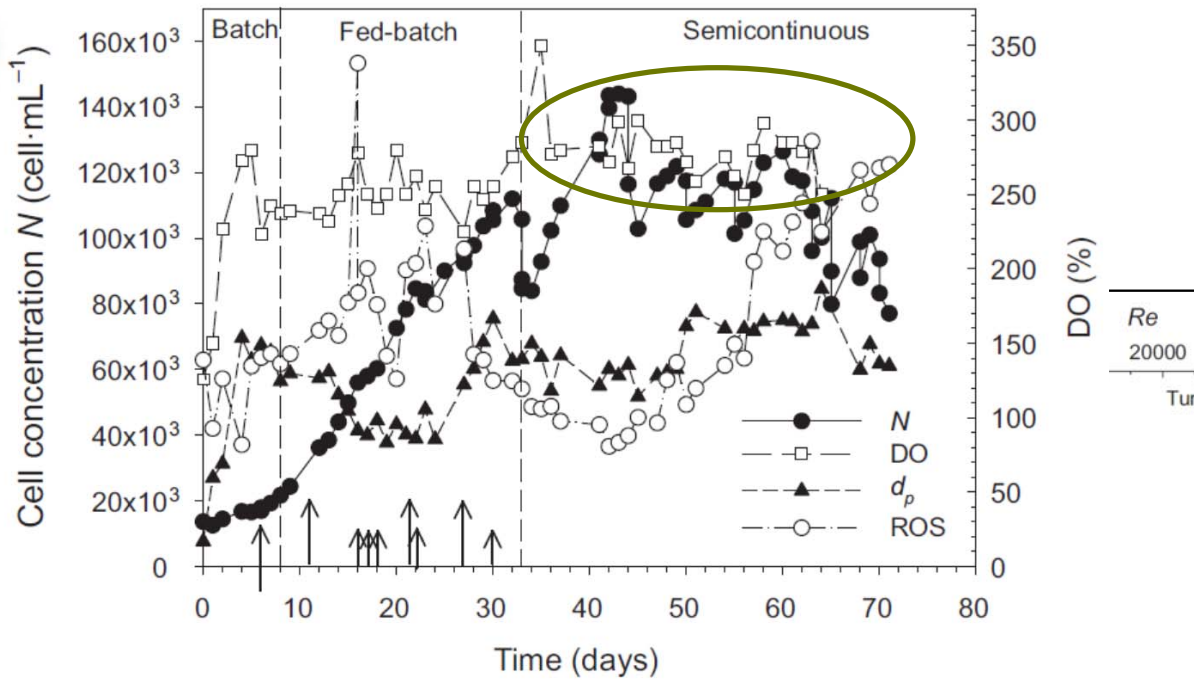 Batch
Fed-batch
Semicontinuous
Cell concentration N (cell·mL⁻¹)
160x10³
140x10³
120x10³
100x10³
80x10³
60x10³
40x10³
20x10³
0
350
300
250
200
150
100
50
0
DO (%)
N
DO
dₚ
ROS
0 10 20 30 40 50 60 70 80
Time (days)
Re
20000
Tur